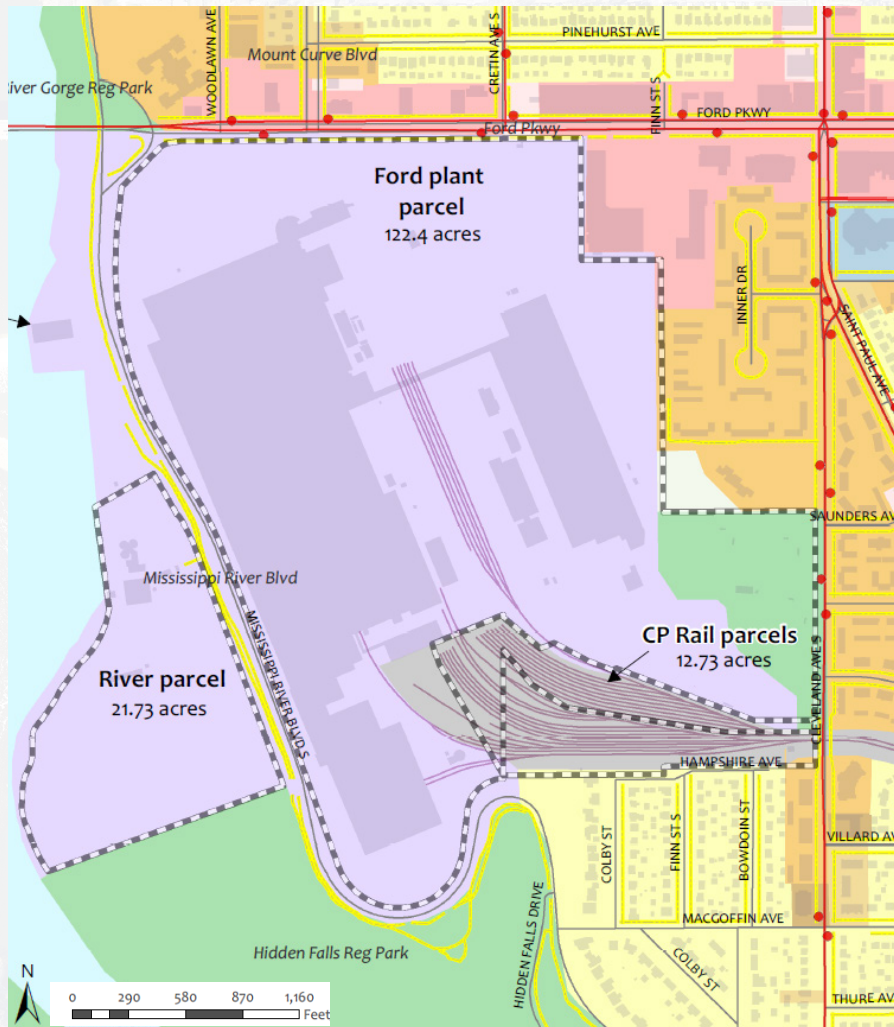 PINEHURST AVE
WOODLAWN AVE
Mount Curve Blvd
CRETIN AVE S
River Gorge Reg Park
FINN ST S
FORD PKWY
Ford Pkwy
Ford plant
parcel
122.4 acres
INNER DR
SAINT PAUL AVE
SAUNDERS AV
Mississippi River Blvd
MISSISSIPPI RIVER BLVD S
CP Rail parcels
12.73 acres
CLEVELAND AVE S
River parcel
21.73 acres
HAMPSHIRE AVE
COLBY ST
FINN ST S
BOWDOIN ST
VILLARD AV
MACGOFFIN AVE
Hidden Falls Reg Park
HIDDEN FALLS DRIVE
COLBY ST
N
0 290 580 870 1,160
Feet
THURE AV